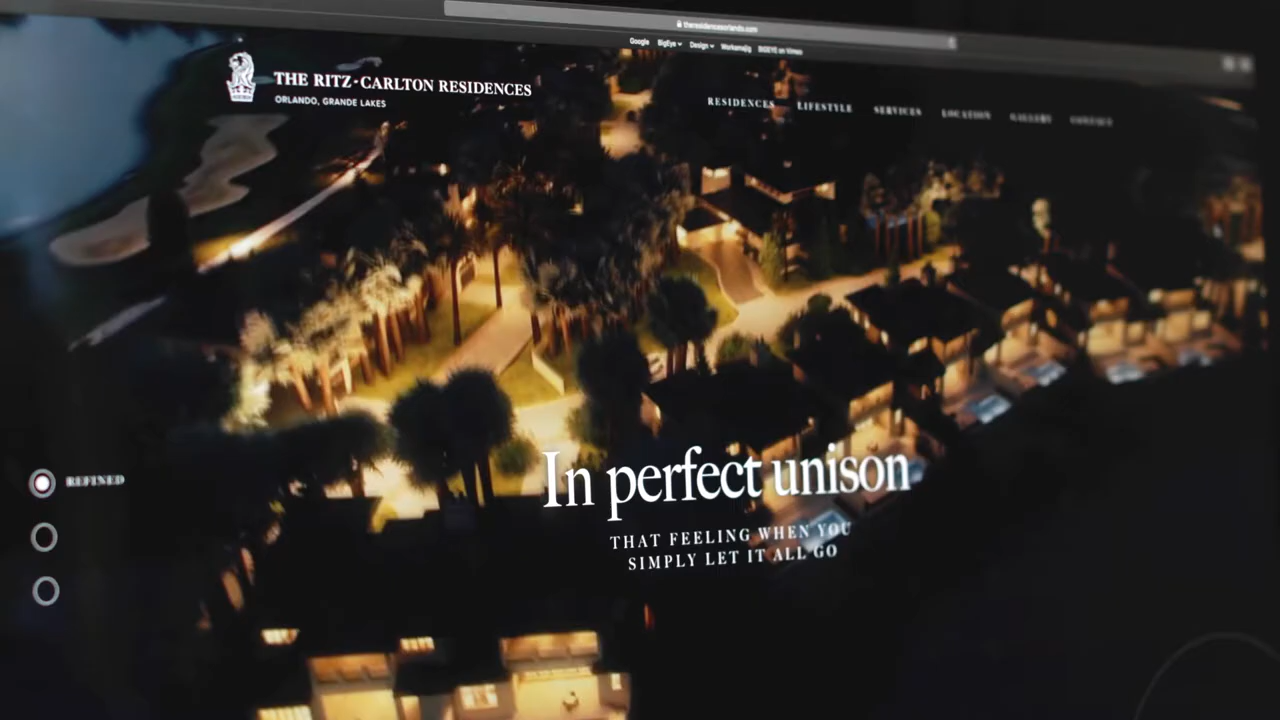 theresidencesorlando.com
Google BigEye Design Workamajig BIGEYE on Vimeo
THE RITZ-CARLTON RESIDENCES
ORLANDO, GRANDE LAKES
RESIDENCES LIFESTYLE SERVICES LOCATION GALLERY CONTACT
REFINED
In perfect unison
THAT FEELING WHEN YOU
SIMPLY LET IT ALL GO